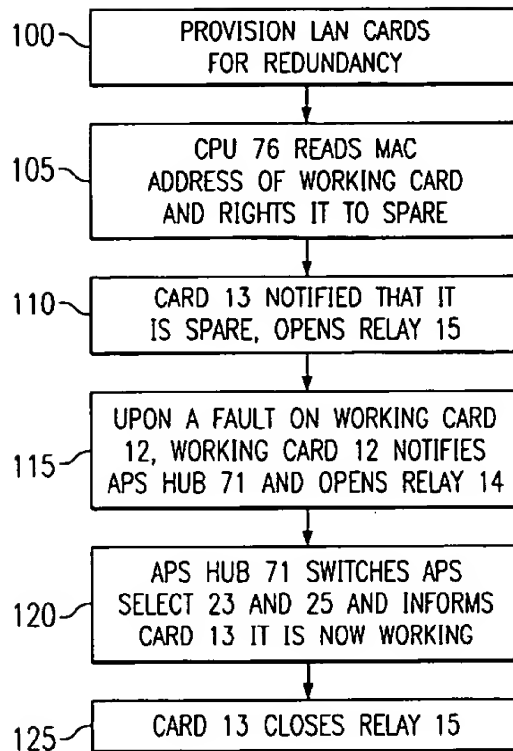 100
PROVISION LAN CARDS
FOR REDUNDANCY
105
CPU 76 READS MAC
ADDRESS OF WORKING CARD
AND RIGHTS IT TO SPARE
110
CARD 13 NOTIFIED THAT IT
IS SPARE, OPENS RELAY 15
115
UPON A FAULT ON WORKING CARD
12, WORKING CARD 12 NOTIFIES
APS HUB 71 AND OPENS RELAY 14
120
APS HUB 71 SWITCHES APS
SELECT 23 AND 25 AND INFORMS
CARD 13 IT IS NOW WORKING
125
CARD 13 CLOSES RELAY 15